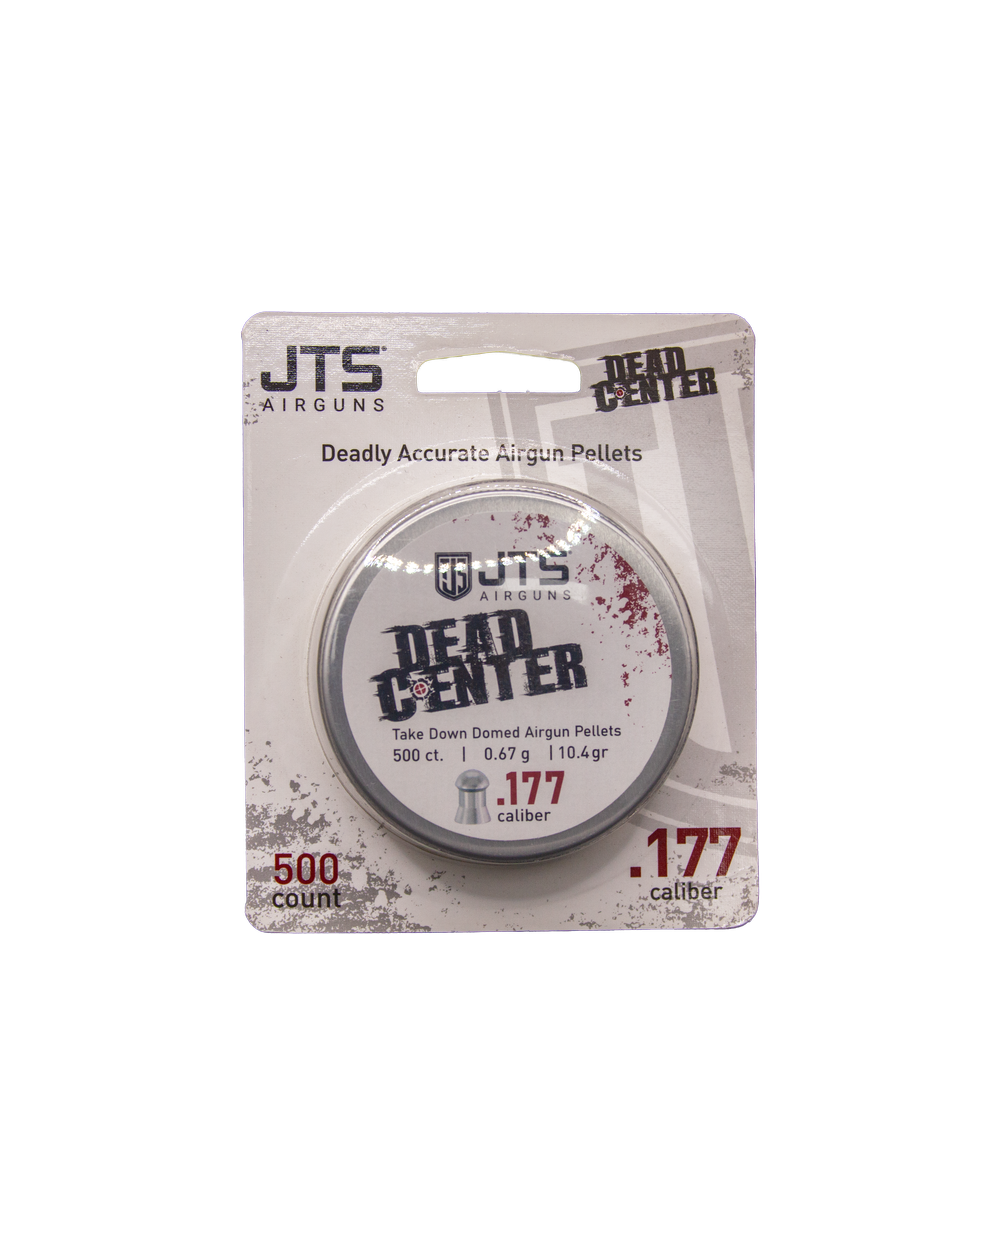 JTS
AIRGUNS
DEAD
CENTER
Deadly Accurate Airgun Pellets
JTS
AIRGUNS
DEAD
CENTER
Take Down Domed Airgun Pellets
500 ct. | 0.67 g | 10.4gr
.177
caliber
500
count
.177
caliber